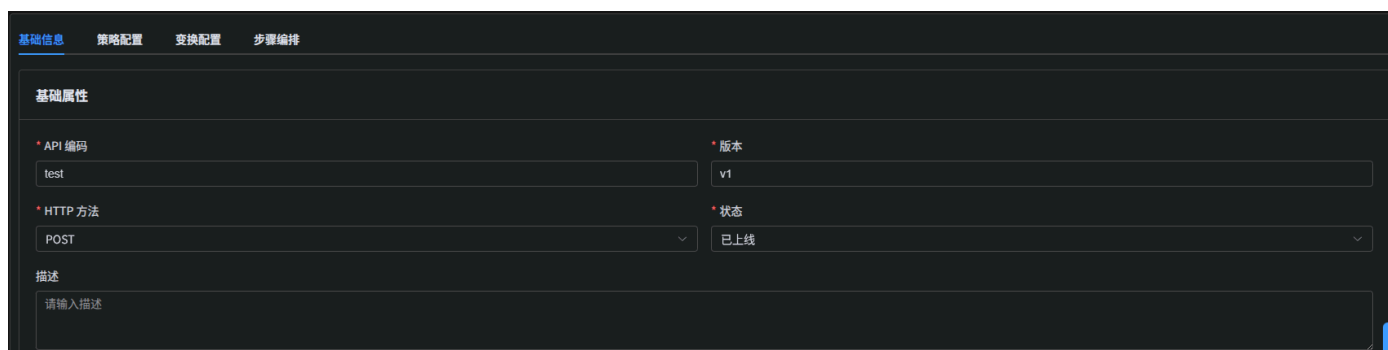 基础信息 策略配置 变换配置 步骤编排
基础属性
* API 编码 * 版本
test v1
* HTTP 方法 * 状态
POST 已上线
描述
请输入描述